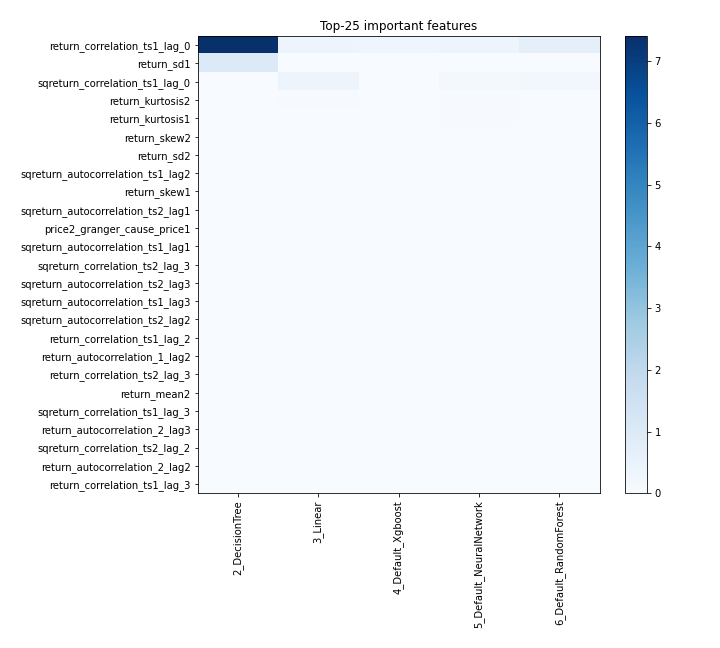 Top-25 important features
return_correlation_ts1_lag_0
return_sd1
sqreturn_correlation_ts1_lag_0
return_kurtosis2
return_kurtosis1
return_skew2
return_sd2
sqreturn_autocorrelation_ts1_lag2
return_skew1
sqreturn_autocorrelation_ts2_lag1
price2_granger_cause_price1
sqreturn_autocorrelation_ts1_lag1
sqreturn_correlation_ts2_lag_3
sqreturn_autocorrelation_ts2_lag3
sqreturn_autocorrelation_ts1_lag3
sqreturn_autocorrelation_ts2_lag2
return_correlation_ts1_lag_2
return_autocorrelation_1_lag2
return_correlation_ts2_lag_3
return_mean2
sqreturn_correlation_ts1_lag_3
return_autocorrelation_2_lag3
sqreturn_correlation_ts2_lag_2
return_autocorrelation_2_lag2
return_correlation_ts1_lag_3
2_DecisionTree
3_Linear
4_Default_Xgboost
5_Default_NeuralNetwork
6_Default_RandomForest
7
6
5
4
3
2
1
0